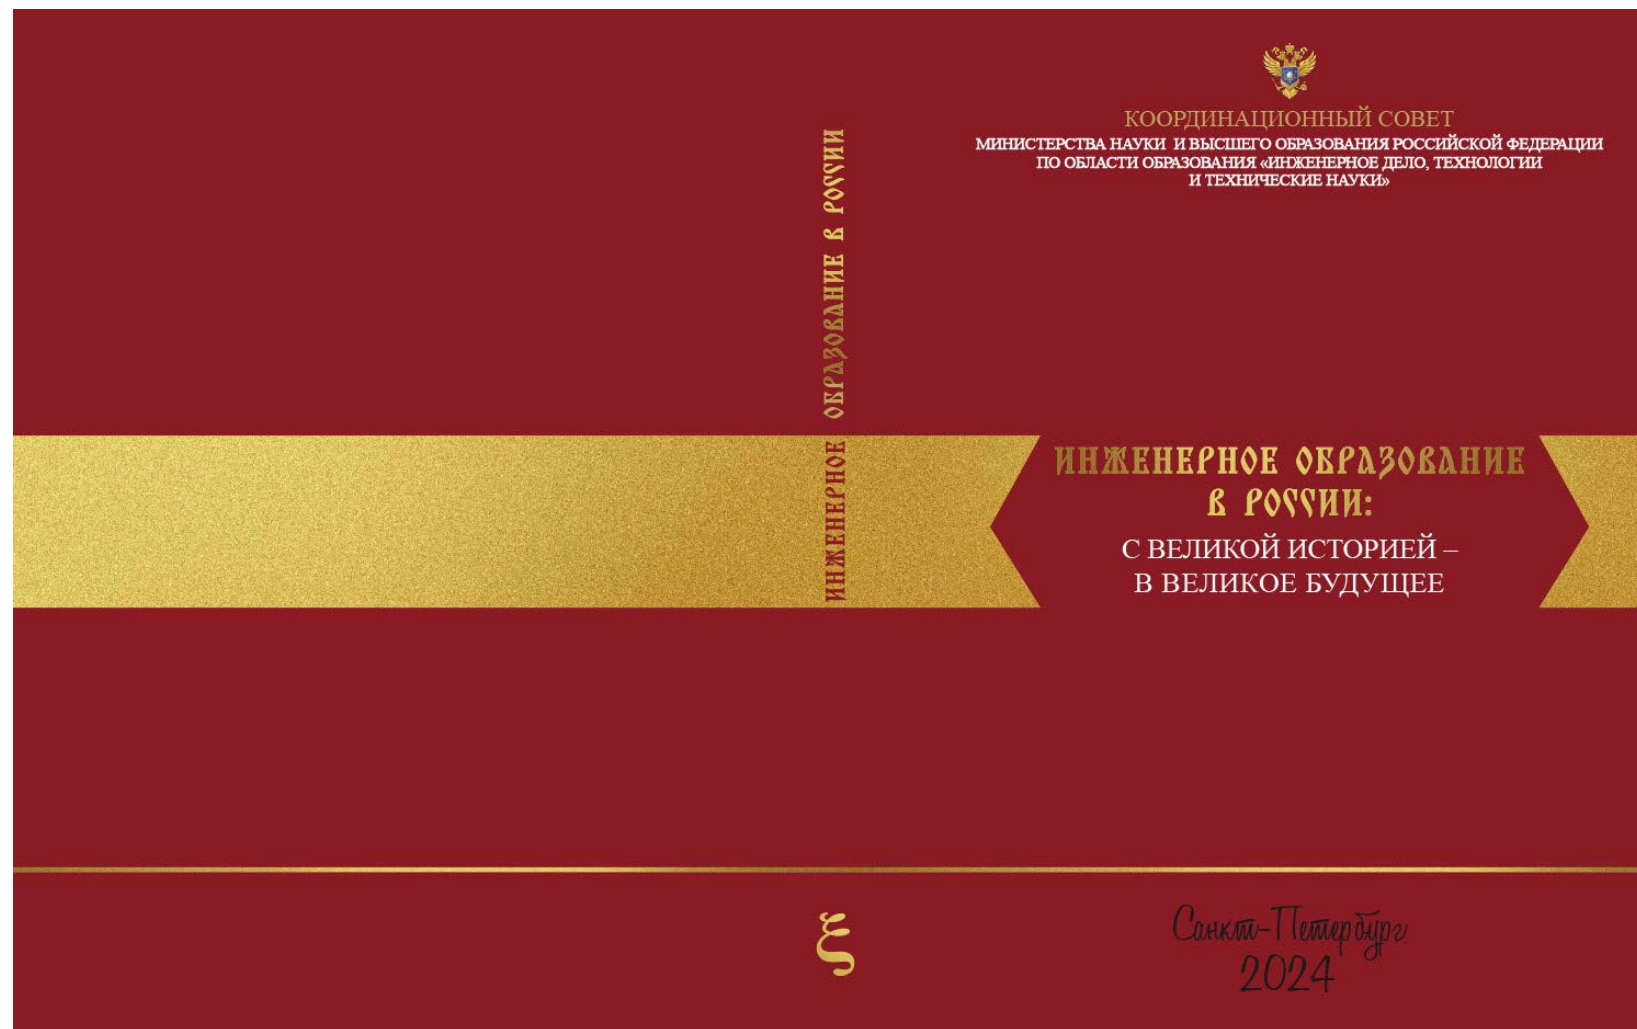 КООРДИНАЦИОННЫЙ СОВЕТ
МИНИСТЕРСТВА НАУКИ И ВЫСШЕГО ОБРАЗОВАНИЯ РОССИЙСКОЙ ФЕДЕРАЦИИ
ПО ОБЛАСТИ ОБРАЗОВАНИЯ «ИНЖЕНЕРНОЕ ДЕЛО, ТЕХНОЛОГИИ
И ТЕХНИЧЕСКИЕ НАУКИ»
ИНЖЕНЕРНОЕ ОБРАЗОВАНИЕ В РОССИИ
ИНЖЕНЕРНОЕ ОБРАЗОВАНИЕ
В РОССИИ:
С ВЕЛИКОЙ ИСТОРИЕЙ –
В ВЕЛИКОЕ БУДУЩЕЕ
ξ
Санкт-Петербург
2024